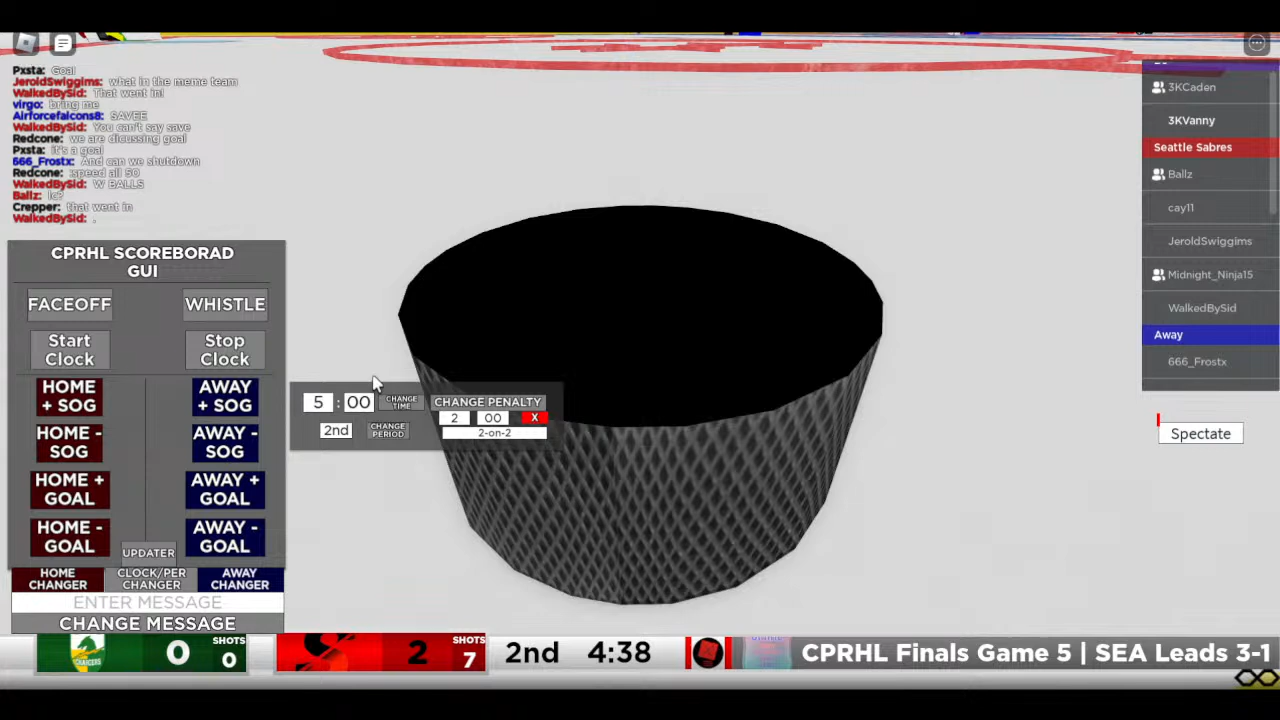 Pxsta: Goal
JeroldSwiggims: what in the meme team
WalkedBySid: That went in!
virgo: bring me
Airforcefalcons8: SAVEE
WalkedBySid: You can't say save
Redcone: we are dicussing goal
Pxsta: it's a goal
666_Frostx: And can we shutdown
Redcone: ;speed all 50
WalkedBySid: W BALLS
Ballz: lc?
Crepper: that went in
WalkedBySid: .
CPRHL SCOREBORAD
GUI
FACEOFF
WHISTLE
Start
Clock
Stop
Clock
HOME
+ SOG
AWAY
+ SOG
HOME -
SOG
AWAY -
SOG
HOME +
GOAL
AWAY +
GOAL
HOME -
GOAL
AWAY -
GOAL
UPDATER
HOME
CHANGER
CLOCK/PER
CHANGER
AWAY
CHANGER
ENTER MESSAGE
CHANGE MESSAGE
5 : 00
CHANGE
TIME
2nd
CHANGE
PERIOD
CHANGE PENALTY
2 00 X
2-on-2
3KCaden
3KVanny
Seattle Sabres
Ballz
cay11
JeroldSwiggims
Midnight_Ninja15
WalkedBySid
Away
666_Frostx
Spectate
0 SHOTS 0
2 SHOTS 7
2nd 4:38
CPRHL Finals Game 5 | SEA Leads 3-1